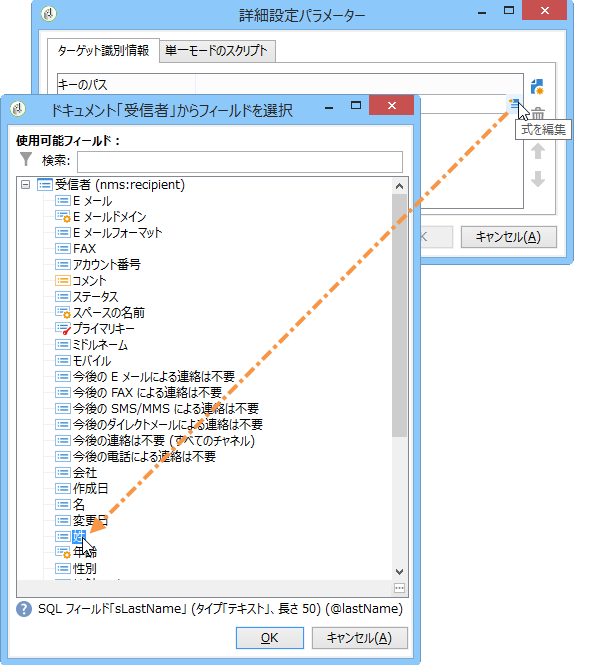 詳細設定パラメーター
ターゲット識別情報
単一モードのスクリプト
キーのパス
式を編集
キャンセル(A)
ドキュメント「受信者」からフィールドを選択
使用可能フィールド：
検索:
受信者 (nms:recipient)
E メール
E メールドメイン
E メールフォーマット
FAX
アカウント番号
コメント
ステータス
スペースの名前
プライマリキー
ミドルネーム
モバイル
今後の E メールによる連絡は不要
今後の FAX による連絡は不要
今後の SMS/MMS による連絡は不要
今後のダイレクトメールによる連絡は不要
今後の連絡は不要 (すべてのチャネル)
今後の電話による連絡は不要
会社
作成日
名
変更日
姓
年齢
性別
SQL フィールド「sLastName」 (タイプ「テキスト」、長さ 50) (@lastName)
OK
キャンセル(A)